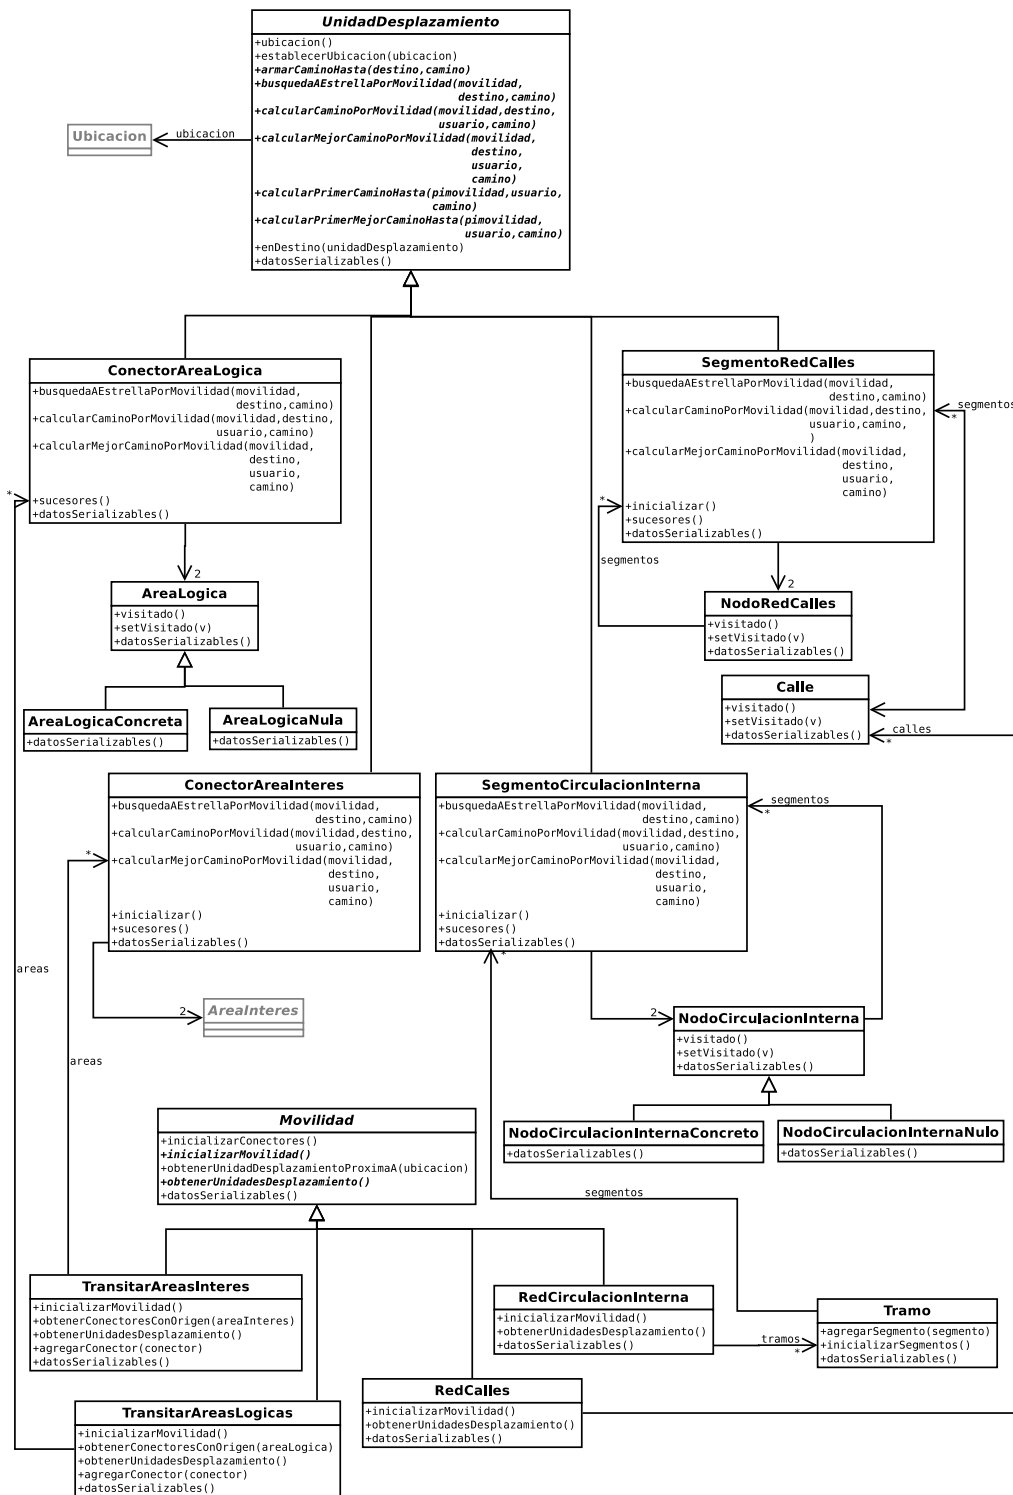 UnidadDesplazamiento
+ubicacion()
+establecerUbicacion(ubicacion)
+armarCaminoHasta(destino,camino)
+busquedaAEstrellaPorMovilidad(movilidad,
destino,camino)
+calcularCaminoPorMovilidad(movilidad,destino,
usuario,camino)
+calcularMejorCaminoPorMovilidad(movilidad,
destino,
usuario,
camino)
+calcularPrimerCaminoHasta(pimovilidad,usuario,
camino)
+calcularPrimerMejorCaminoHasta(pimovilidad,
usuario,camino)
+enDestino(unidadDesplazamiento)
+datosSerializables()
Ubicacion
ubicacion
ConectorAreaLogica
+busquedaAEstrellaPorMovilidad(movilidad,
destino,camino)
+calcularCaminoPorMovilidad(movilidad,destino,
usuario,camino)
+calcularMejorCaminoPorMovilidad(movilidad,
destino,
usuario,
camino)
+sucesores()
+datosSerializables()
*
2
SegmentoRedCalles
+busquedaAEstrellaPorMovilidad(movilidad,
destino,camino)
+calcularCaminoPorMovilidad(movilidad,destino,
usuario,camino,
)
+calcularMejorCaminoPorMovilidad(movilidad,
destino,
usuario,
camino)
+inicializar()
+sucesores()
+datosSerializables()
segmentos
*
*
segmentos
2
AreaLogica
+visitado()
+setVisitado(v)
+datosSerializables()
NodoRedCalles
+visitado()
+setVisitado(v)
+datosSerializables()
AreaLogicaConcreta
+datosSerializables()
AreaLogicaNula
+datosSerializables()
Calle
+visitado()
+setVisitado(v)
+datosSerializables()
calles
*
ConectorAreaInteres
+busquedaAEstrellaPorMovilidad(movilidad,
destino,camino)
+calcularCaminoPorMovilidad(movilidad,destino,
usuario,camino)
+calcularMejorCaminoPorMovilidad(movilidad,
destino,
usuario,
camino)
+inicializar()
+sucesores()
+datosSerializables()
*
SegmentoCirculacionInterna
+busquedaAEstrellaPorMovilidad(movilidad,
destino,camino)
+calcularCaminoPorMovilidad(movilidad,destino,
usuario,camino)
+calcularMejorCaminoPorMovilidad(movilidad,
destino,
usuario,
camino)
+inicializar()
+sucesores()
+datosSerializables()
segmentos
*
*
areas
2
AreaInteres
areas
2
NodoCirculacionInterna
+visitado()
+setVisitado(v)
+datosSerializables()
NodoCirculacionInternaConcreto
+datosSerializables()
NodoCirculacionInternaNulo
+datosSerializables()
Movilidad
+inicializarConectores()
+inicializarMovilidad()
+obtenerUnidadDesplazamientoProximaA(ubicacion)
+obtenerUnidadesDesplazamiento()
+datosSerializables()
segmentos
TransitarAreasInteres
+inicializarMovilidad()
+obtenerConectoresConOrigen(areaInteres)
+obtenerUnidadesDesplazamiento()
+agregarConector(conector)
+datosSerializables()
RedCirculacionInterna
+inicializarMovilidad()
+obtenerUnidadesDesplazamiento()
+datosSerializables()
tramos
*
Tramo
+agregarSegmento(segmento)
+inicializarSegmentos()
+datosSerializables()
RedCalles
+inicializarMovilidad()
+obtenerUnidadesDesplazamiento()
+datosSerializables()
TransitarAreasLogicas
+inicializarMovilidad()
+obtenerConectoresConOrigen(areaLogica)
+obtenerUnidadesDesplazamiento()
+agregarConector(conector)
+datosSerializables()